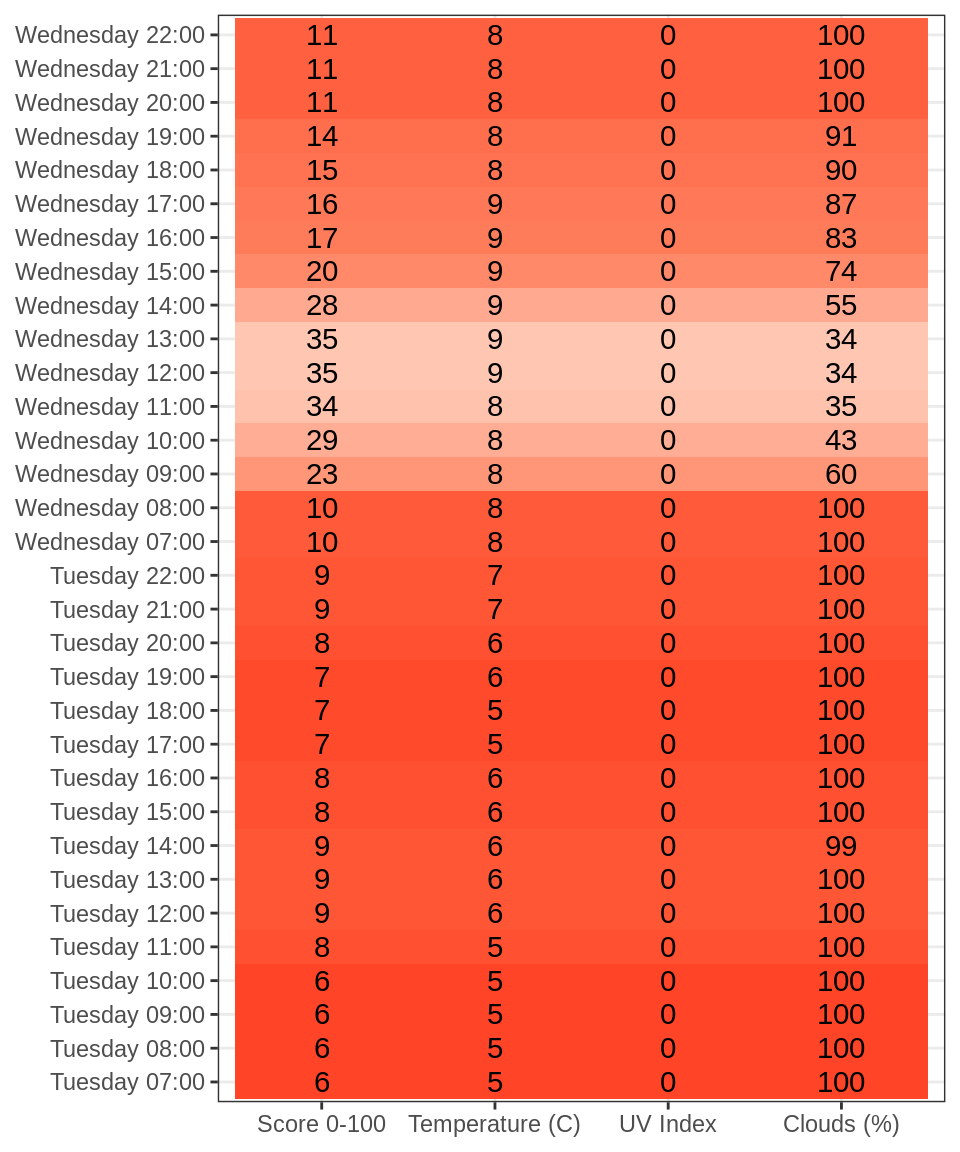 Wednesday 22:00 11 8 0 100
Wednesday 21:00 11 8 0 100
Wednesday 20:00 11 8 0 100
Wednesday 19:00 14 8 0 91
Wednesday 18:00 15 8 0 90
Wednesday 17:00 16 9 0 87
Wednesday 16:00 17 9 0 83
Wednesday 15:00 20 9 0 74
Wednesday 14:00 28 9 0 55
Wednesday 13:00 35 9 0 34
Wednesday 12:00 35 9 0 34
Wednesday 11:00 34 8 0 35
Wednesday 10:00 29 8 0 43
Wednesday 09:00 23 8 0 60
Wednesday 08:00 10 8 0 100
Wednesday 07:00 10 8 0 100
Tuesday 22:00 9 7 0 100
Tuesday 21:00 9 7 0 100
Tuesday 20:00 8 6 0 100
Tuesday 19:00 7 6 0 100
Tuesday 18:00 7 5 0 100
Tuesday 17:00 7 5 0 100
Tuesday 16:00 8 6 0 100
Tuesday 15:00 8 6 0 100
Tuesday 14:00 9 6 0 99
Tuesday 13:00 9 6 0 100
Tuesday 12:00 9 6 0 100
Tuesday 11:00 8 5 0 100
Tuesday 10:00 6 5 0 100
Tuesday 09:00 6 5 0 100
Tuesday 08:00 6 5 0 100
Tuesday 07:00 6 5 0 100
Score 0-100 Temperature (C) UV Index Clouds (%)